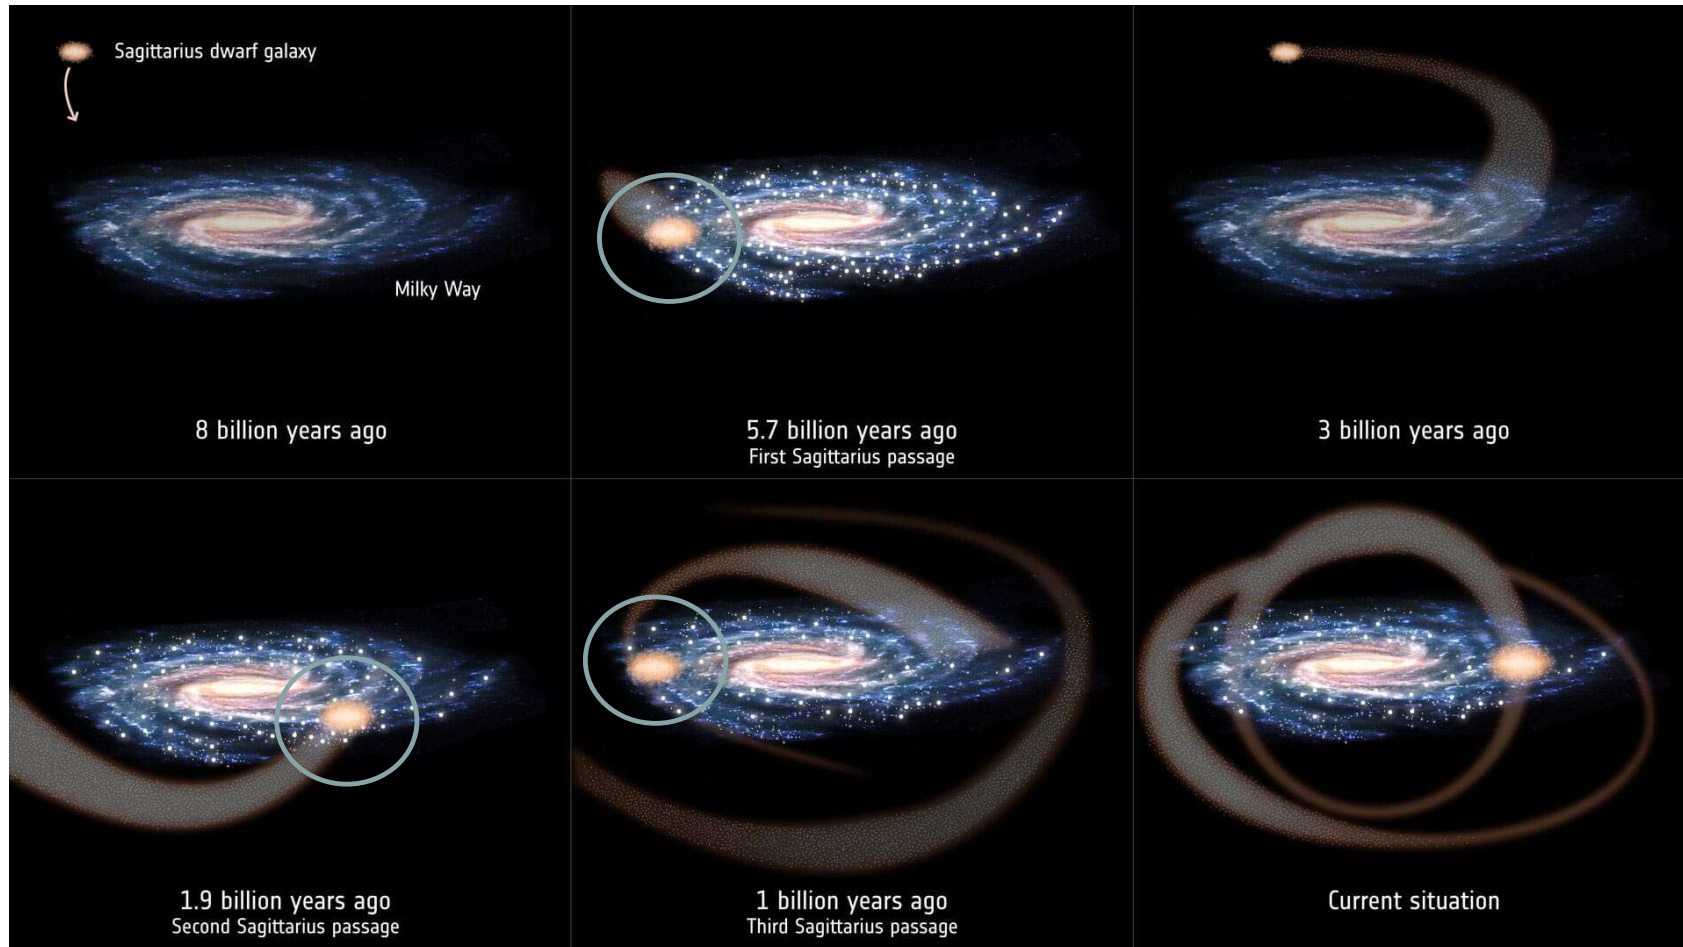 Sagittarius dwarf galaxy
Milky Way
8 billion years ago
5.7 billion years ago
First Sagittarius passage
3 billion years ago
1.9 billion years ago
Second Sagittarius passage
1 billion years ago
Third Sagittarius passage
Current situation